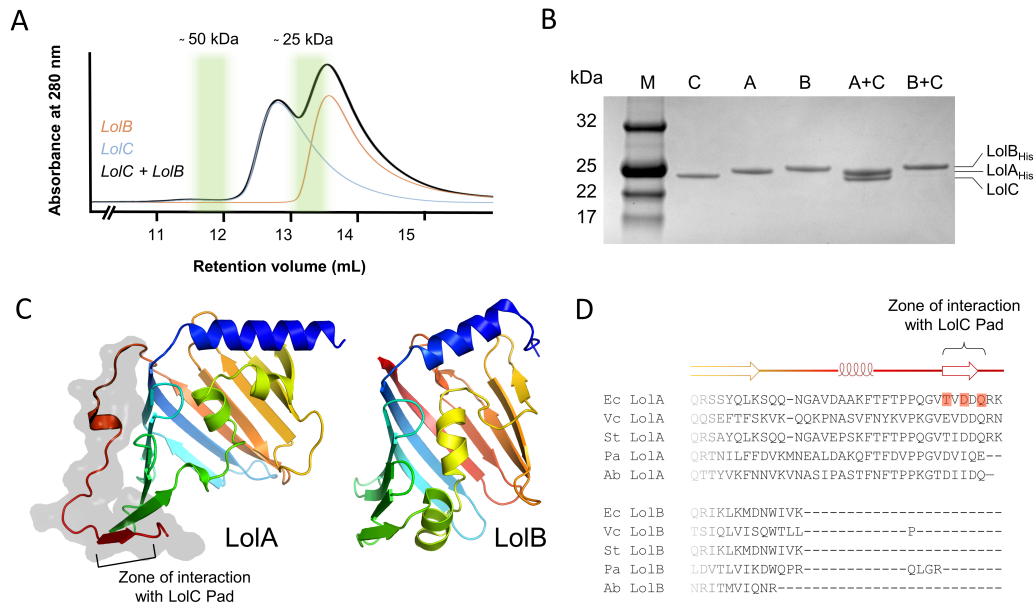 A
~ 50 kDa
~ 25 kDa
Absorbance at 280 nm
LolB
LolC
LolC + LolB
11
12
13
14
15
Retention volume (mL)
B
kDa
M
C
A
B
A+C
B+C
32
25
22
17
LolBHis
LolAHis
LolC
C
LolA
LolB
Zone of interaction
with LolC Pad
D
Zone of interaction
with LolC Pad
Ec LolA QRSSYQLKSQQ-NGAVDAAKFTFTPPQGVTVDDQRK
Vc LolA QQSEFTFSKVK-QQKPNASVFNYKVPKGVEVDDQRN
St LolA QRSAYQLKSQQ-NGAVEPSKFTFTPPQGVTIDDQRK
Pa LolA QRTNILFFDVKMNEALDAKQFTFDVPPGVDVIQE--
Ab LolA QTTYVKFNNVKVNASIPASTFNFTPPKGTDIIDQ-
Ec LolB QRIKLKMDNWIVK--------------------
Vc LolB TSIQLVISQWTLL-----------P---------
St LolB QRIKLKMDNWIVK--------------------
Pa LolB LDVTLVIKDWQPR-----------QLGR------
Ab LolB NRITMVIQNR-----------------------